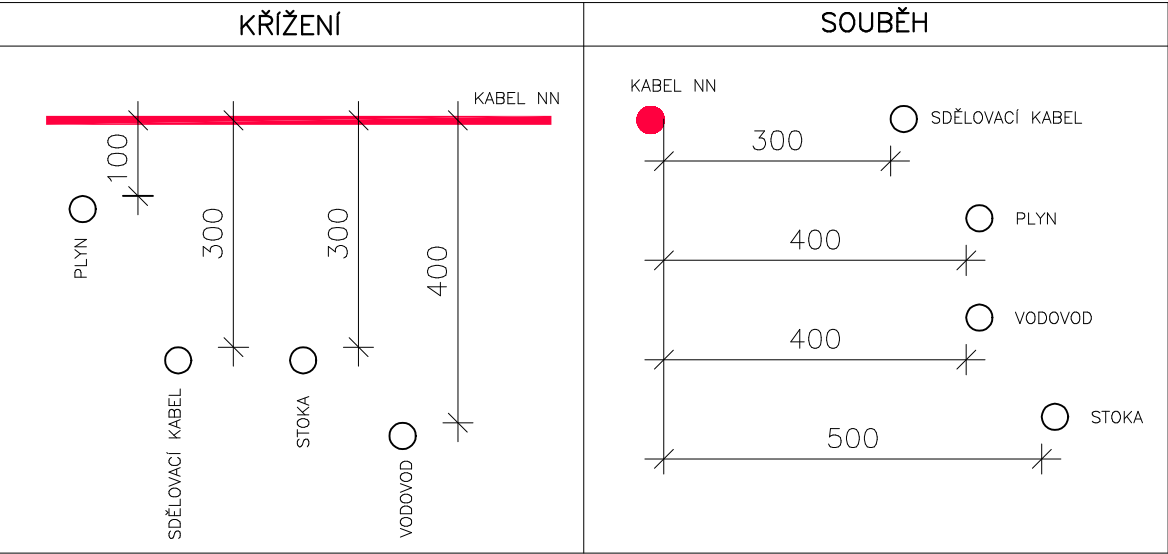 KŘÍŽENÍ
KABEL NN
100
PLYN
300
SDĚLOVACÍ KABEL
300
STOKA
400
VODOVOD
SOUBĚH
KABEL NN
SDĚLOVACÍ KABEL
300
PLYN
400
VODOVOD
400
STOKA
500